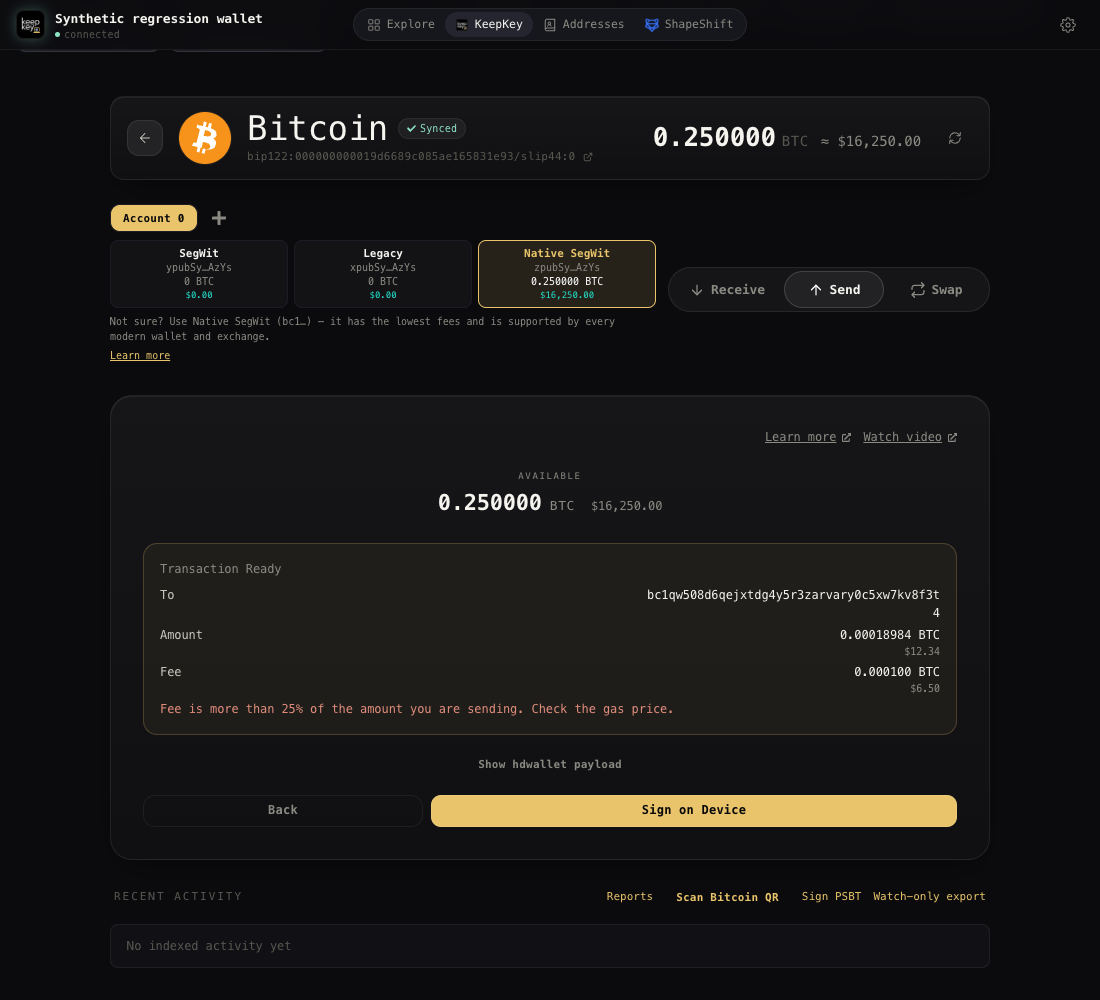 Synthetic regression wallet
connected
Explore
KeepKey
Addresses
ShapeShift
Bitcoin
Synced
bip122:000000000019d6689c085ae165831e93/slip44:0
0.250000 BTC ≈ $16,250.00
Account 0
SegWit
ypubSy…AzYs
0 BTC
$0.00
Legacy
xpubSy…AzYs
0 BTC
$0.00
Native SegWit
zpubSy…AzYs
0.250000 BTC
$16,250.00
Receive
Send
Swap
Not sure? Use Native SegWit (bc1…) — it has the lowest fees and is supported by every
modern wallet and exchange.
Learn more
Learn more
Watch video
AVAILABLE
0.250000 BTC $16,250.00
Transaction Ready
To
bc1qw508d6qejxtdg4y5r3zarvary0c5xw7kv8f3t
4
Amount
0.00018984 BTC
$12.34
Fee
0.000100 BTC
$6.50
Fee is more than 25% of the amount you are sending. Check the gas price.
Show hdwallet payload
Back
Sign on Device
RECENT ACTIVITY
Reports
Scan Bitcoin QR
Sign PSBT
Watch-only export
No indexed activity yet